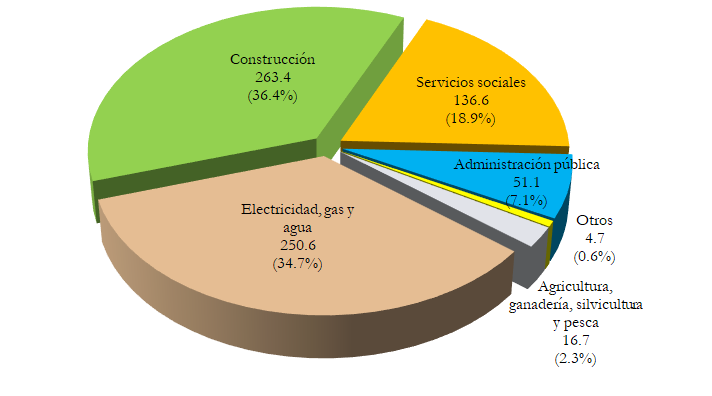 Construcción
263.4
(36.4%)
Servicios sociales
136.6
(18.9%)
Administración pública
51.1
(7.1%)
Otros
4.7
(0.6%)
Agricultura,
ganadería, silvicultura
y pesca
16.7
(2.3%)
Electricidad, gas y
agua
250.6
(34.7%)